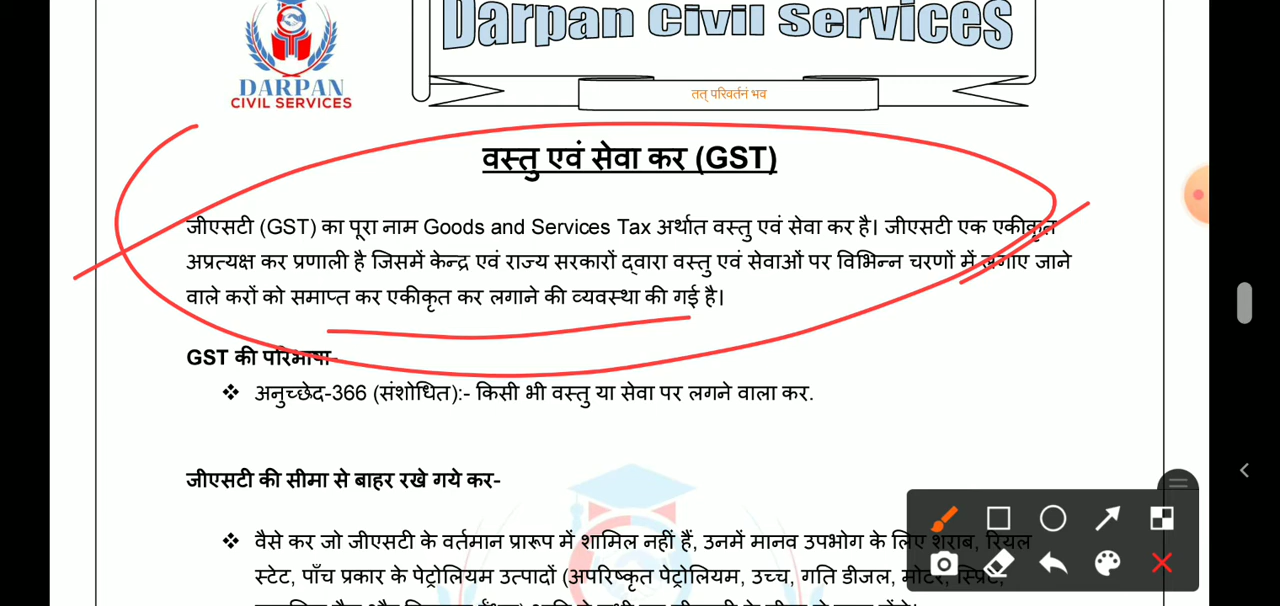 Darpan Civil Services
DARPAN
CIVIL SERVICES
तत् परिवर्तनं भव
वस्तु एवं सेवा कर (GST)
जीएसटी (GST) का पूरा नाम Goods and Services Tax अर्थात वस्तु एवं सेवा कर है। जीएसटी एक एकीकृत
अप्रत्यक्ष कर प्रणाली है जिसमें केन्द्र एवं राज्य सरकारों द्वारा वस्तु एवं सेवाओं पर विभिन्न चरणों में लगाए जाने
वाले करों को समाप्त कर एकीकृत कर लगाने की व्यवस्था की गई है।
GST की परिभाषा-
❖ अनुच्छेद-366 (संशोधित):- किसी भी वस्तु या सेवा पर लगने वाला कर.
जीएसटी की सीमा से बाहर रखे गये कर-
❖ वैसे कर जो जीएसटी के वर्तमान प्रारूप में शामिल नहीं हैं, उनमें मानव उपभोग के लिए शराब, रियल
स्टेट, पाँच प्रकार के पेट्रोलियम उत्पादों (अपरिष्कृत पेट्रोलियम, उच्च, गति डीजल, मोटर, स्प्रिट,